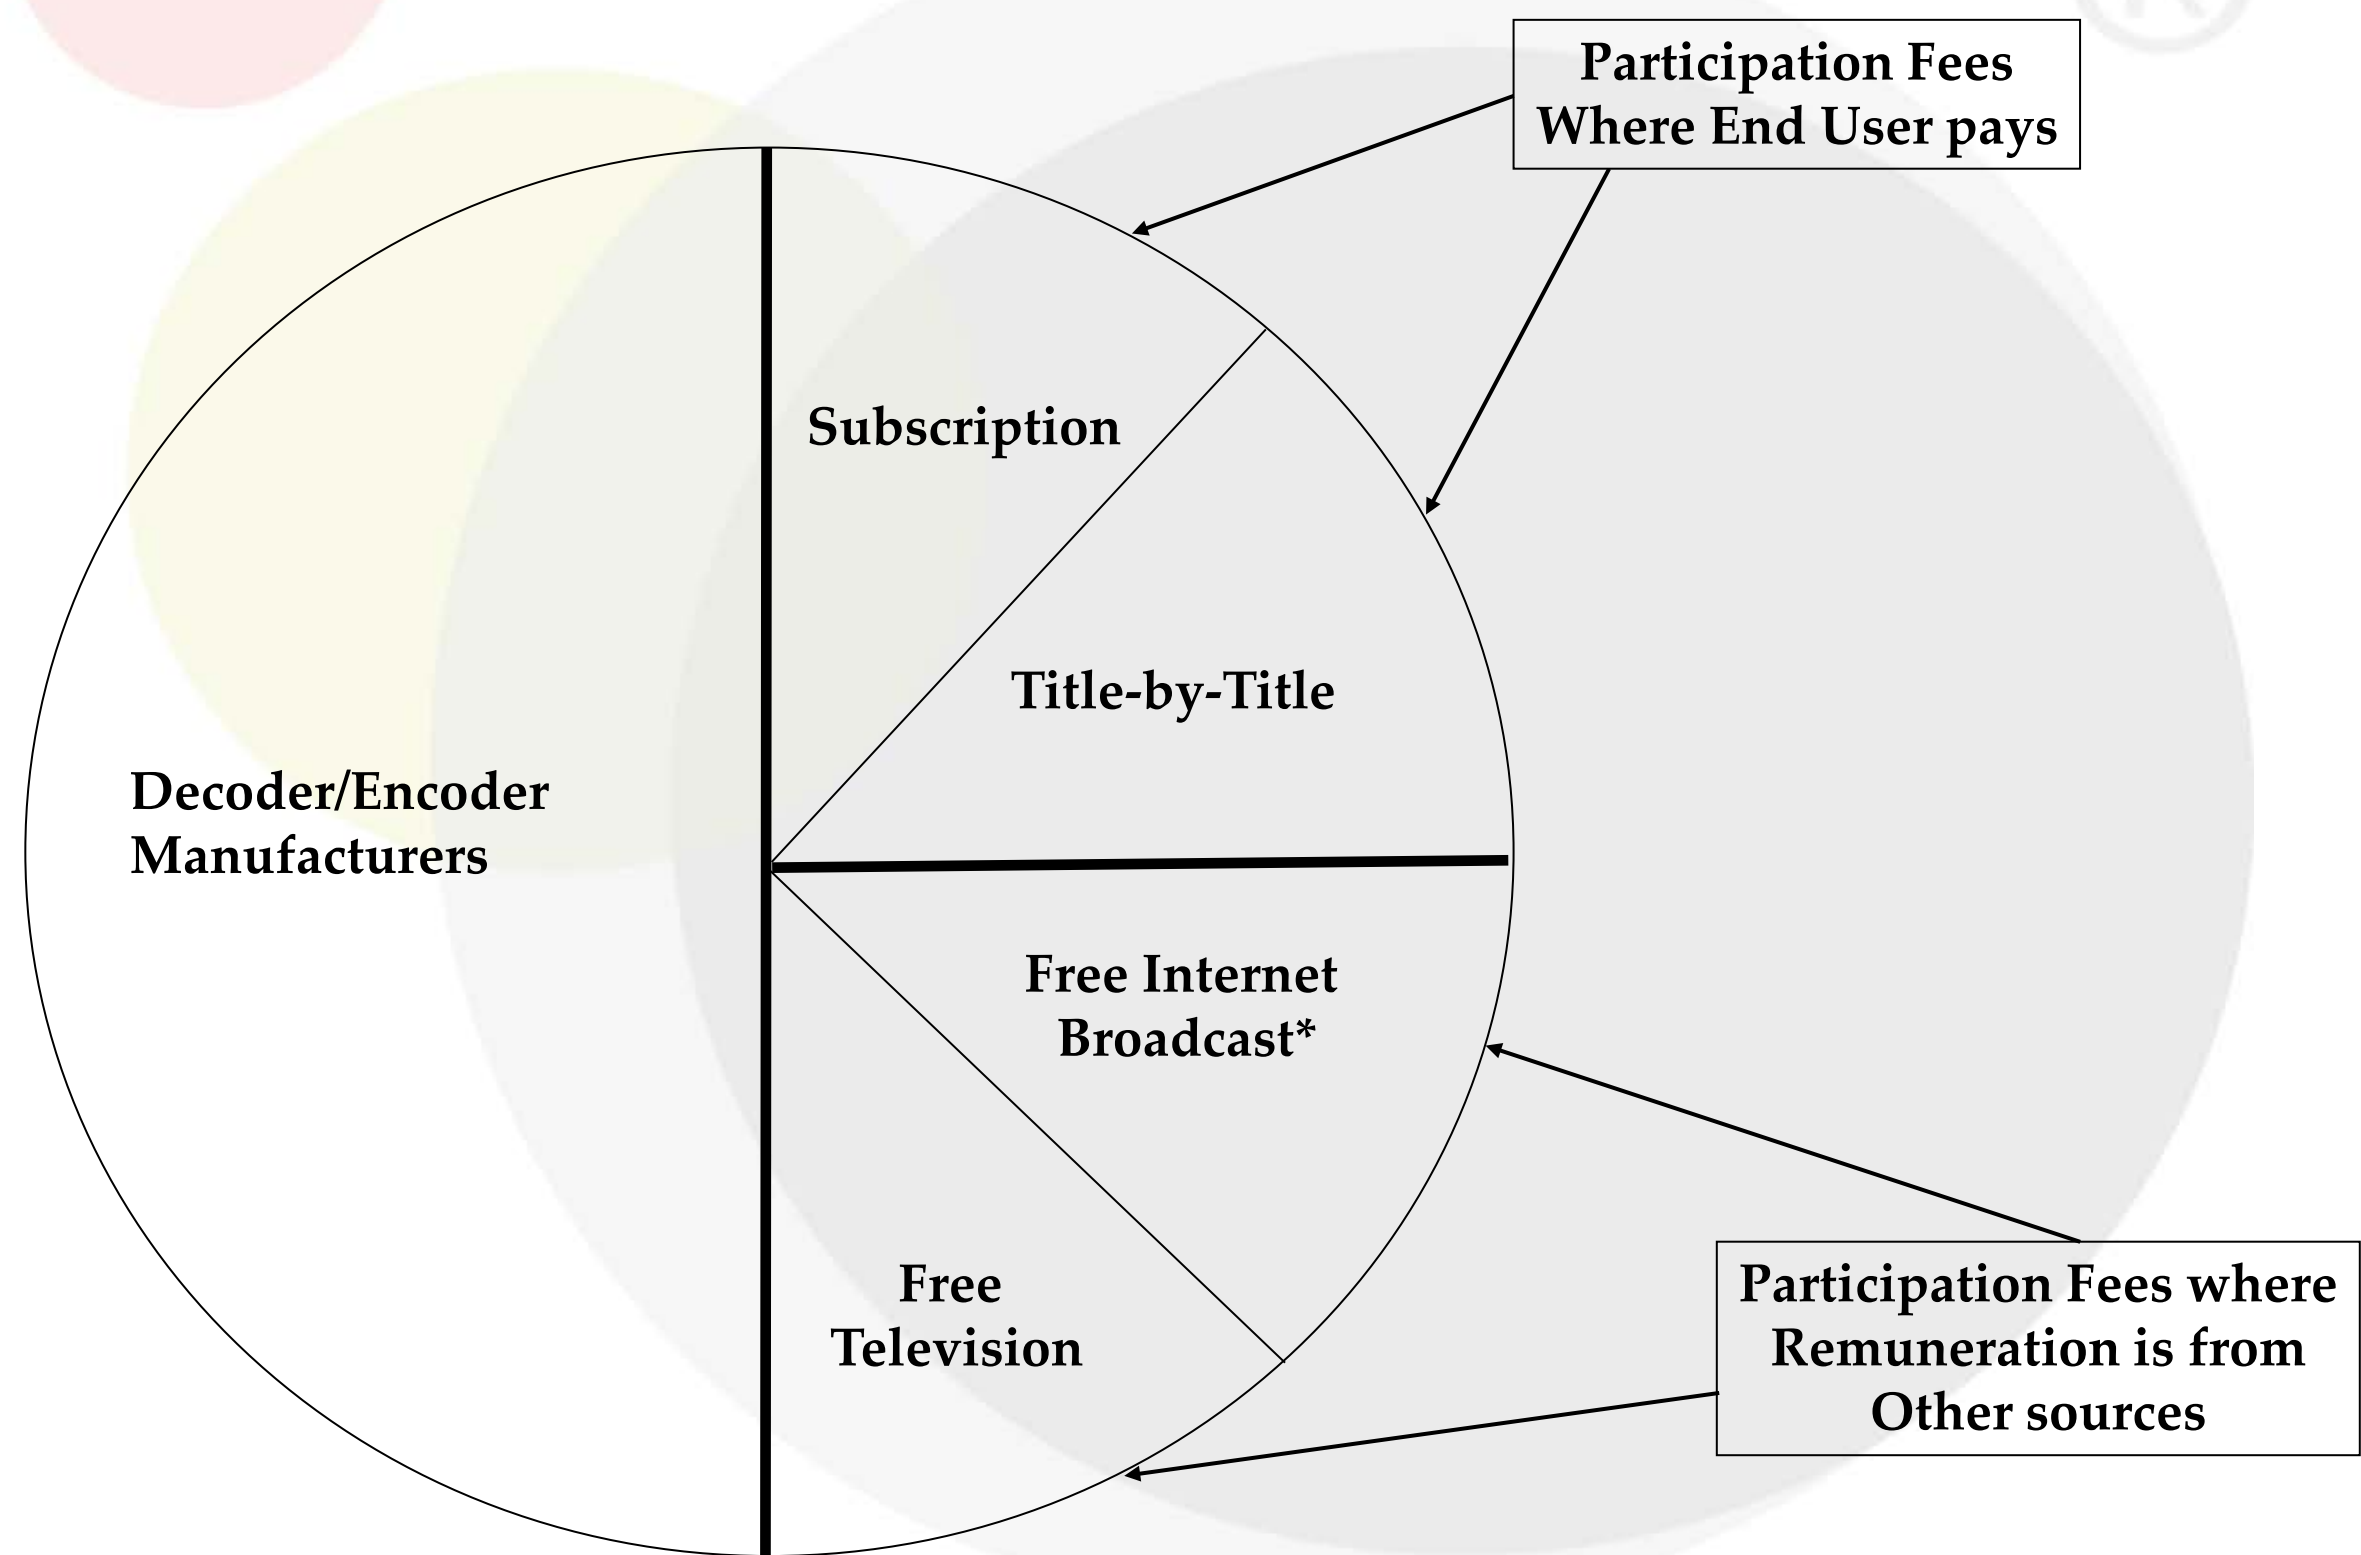 Participation Fees
Where End User pays
Subscription
Title-by-Title
Decoder/Encoder
Manufacturers
Free Internet
Broadcast*
Free
Television
Participation Fees where
Remuneration is from
Other sources